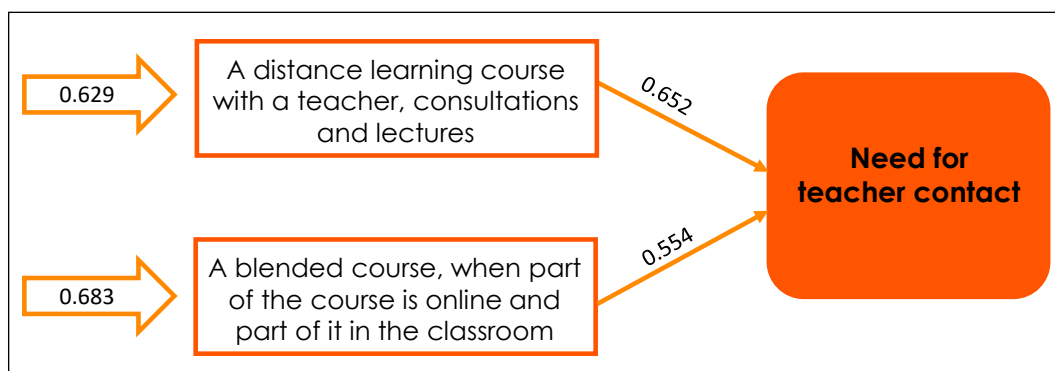 0.629
A distance learning course
with a teacher, consultations
and lectures
0.652
Need for
teacher contact
0.683
A blended course, when part
of the course is online and
part of it in the classroom
0.554